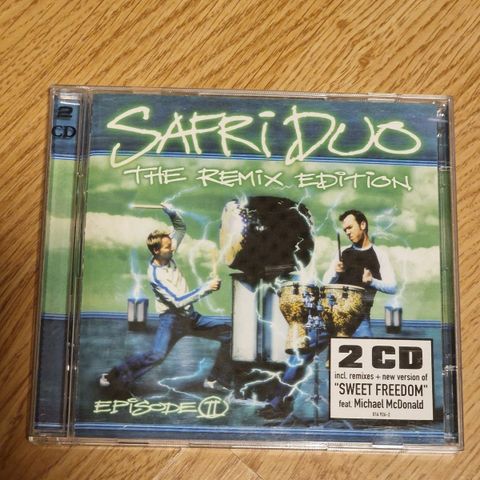 2
CD
SAFRi DUO
THE REMIX EDITION
EPiSODE II
2 CD
incl. remixes + new version of
"SWEET FREEDOM"
feat. Michael McDonald